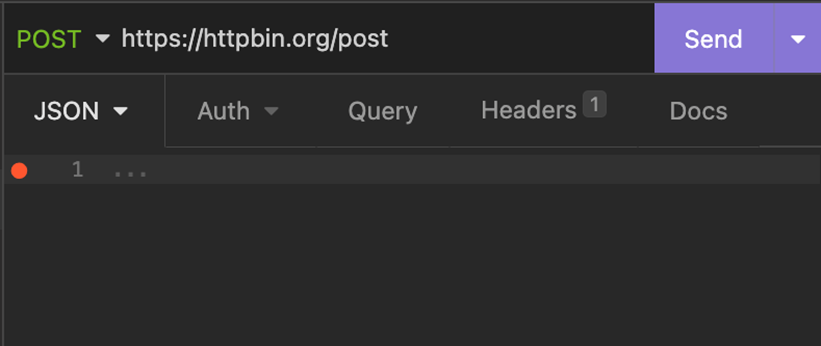 POST https://httpbin.org/post Send
JSON Auth Query Headers 1 Docs
1 ...